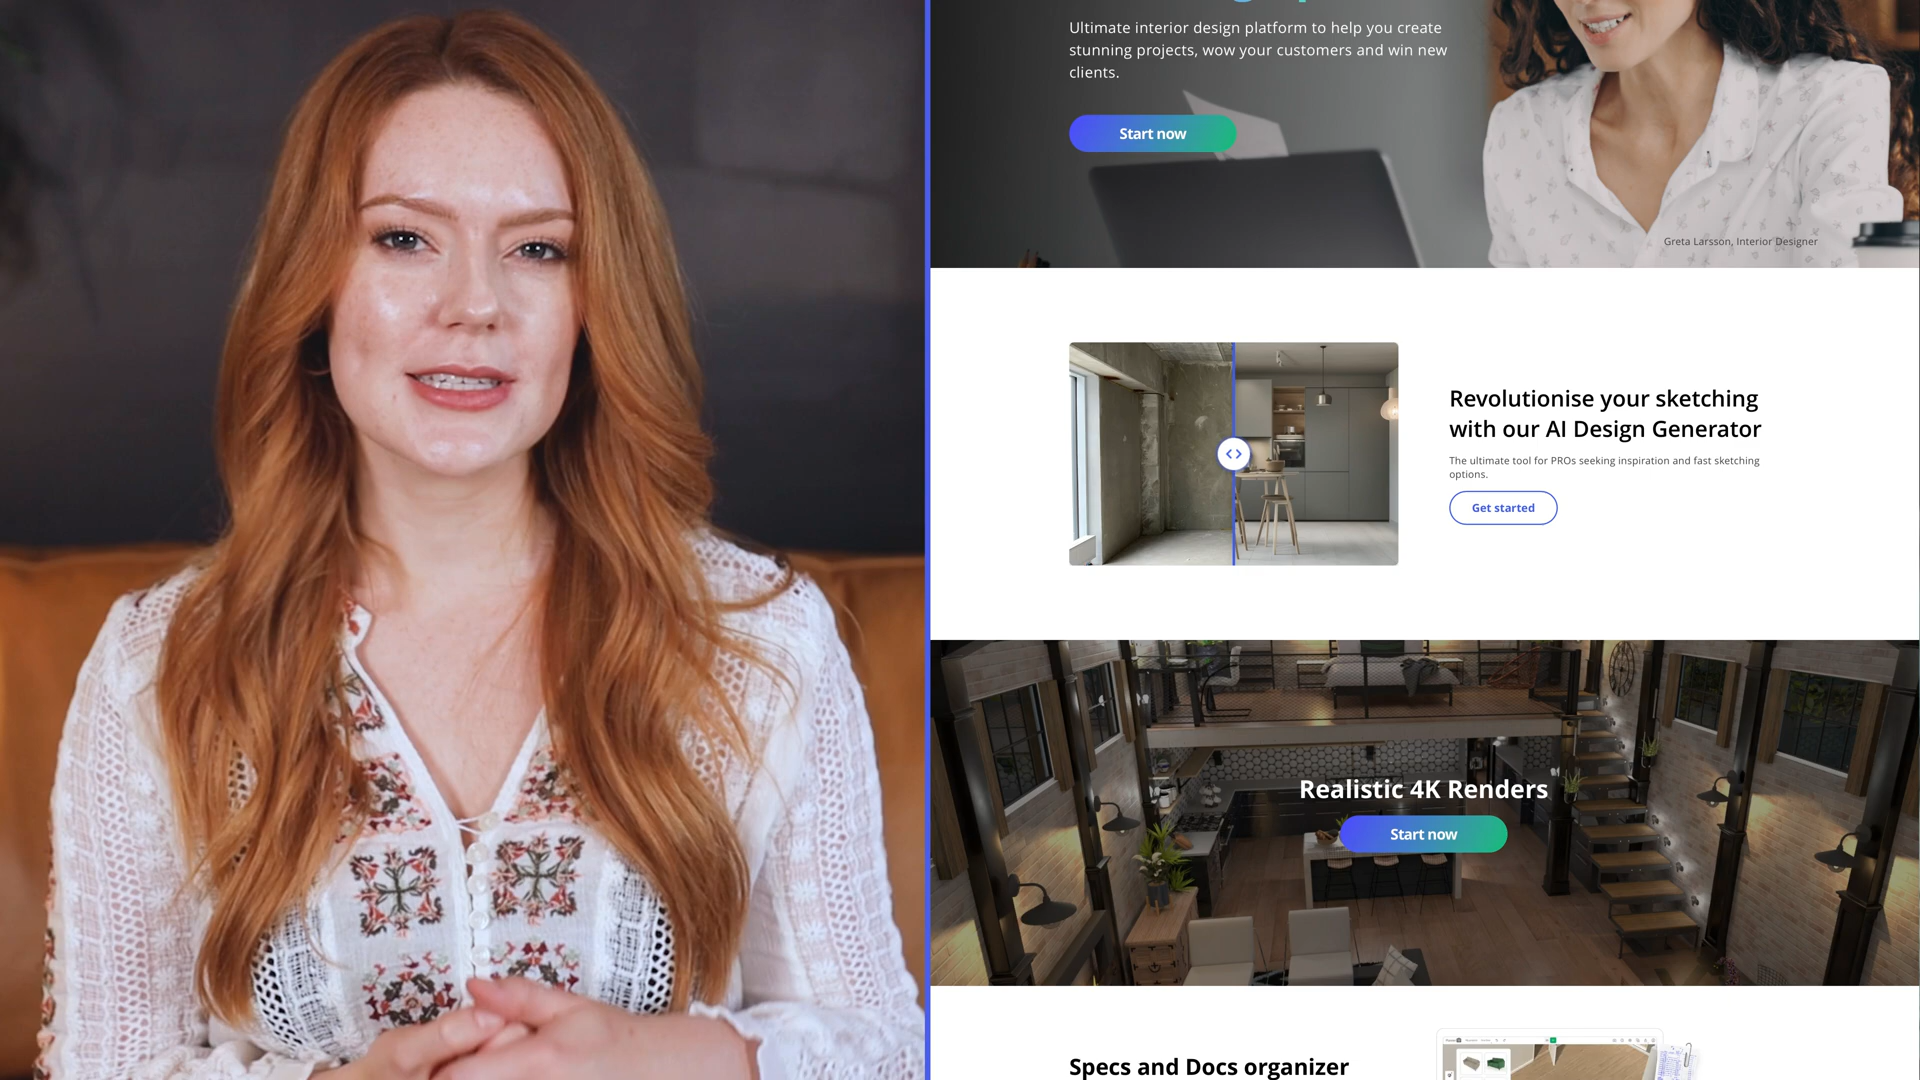 Ultimate interior design platform to help you create
stunning projects, wow your customers and win new
clients.
Start now
Greta Larsson, Interior Designer
Revolutionise your sketching
with our AI Design Generator
The ultimate tool for PROs seeking inspiration and fast sketching
options.
Get started
Realistic 4K Renders
Start now
Specs and Docs organizer